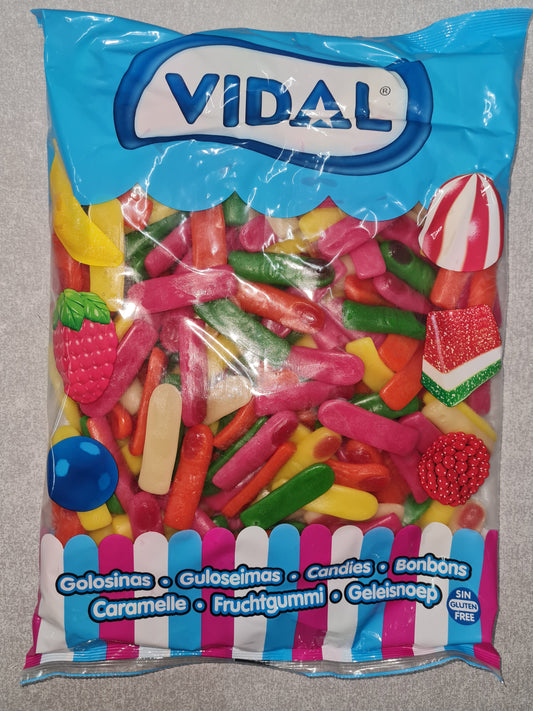 VIDAL®
Golosinas • Guloseimas • Candies • Bonbons
Caramelle • Fruchtgummi • Geleisnoep
SIN
GLUTEN
FREE